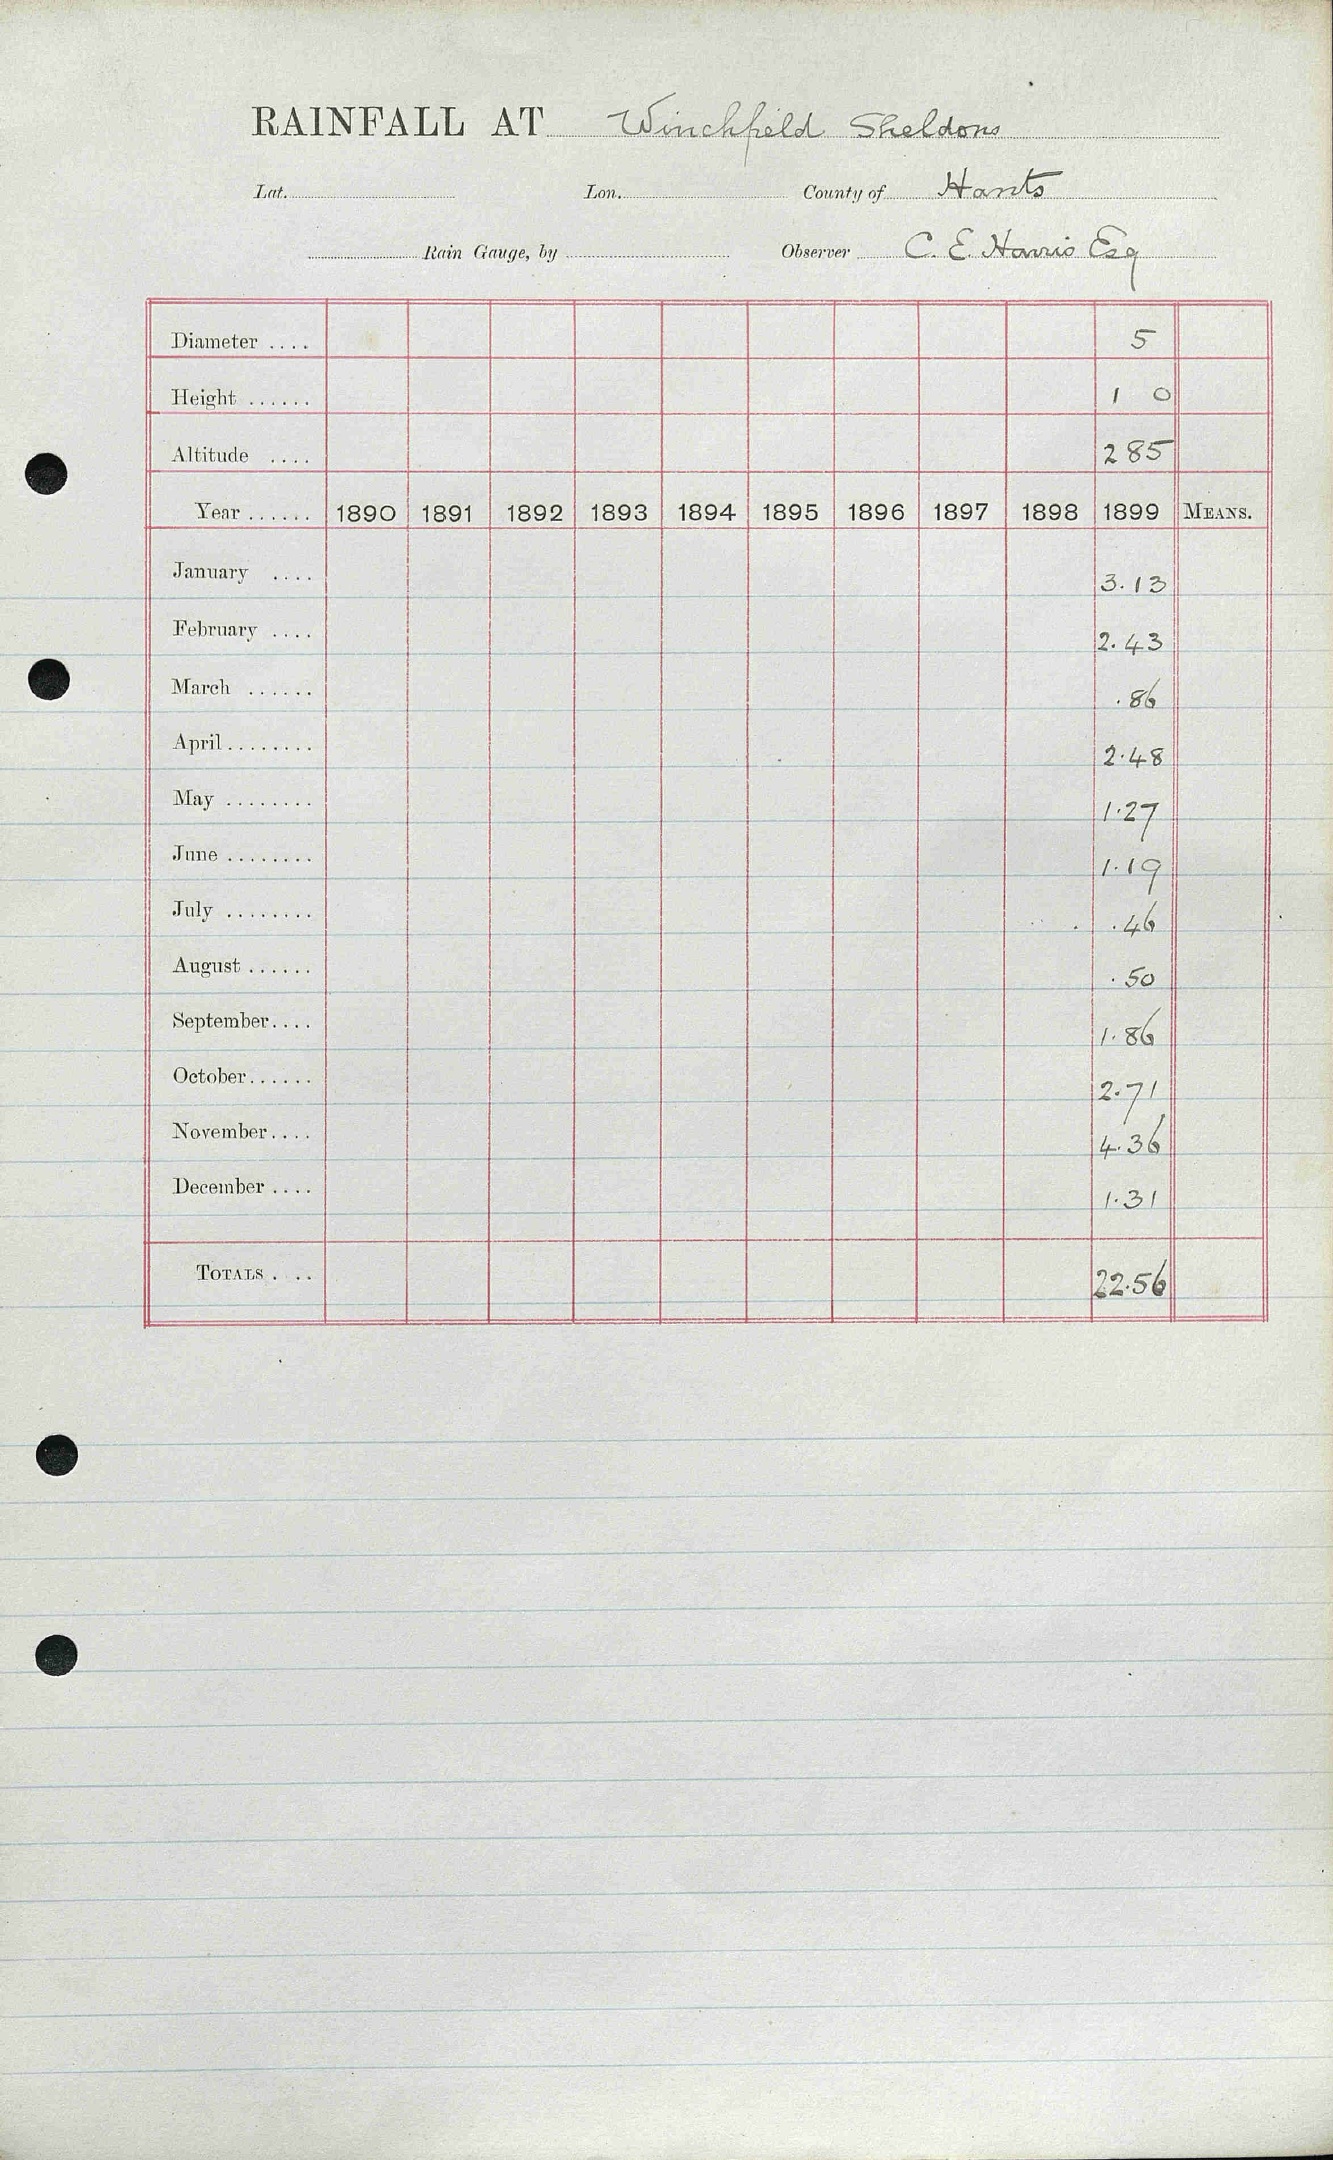 RAINFALL AT Winchfield Sheldons
Lat. Lon. County of Hants
Rain Gauge, by Observer C. E. Harris Esq
Diameter .... 5
Height ...... 1 0
Altitude .... 285
Year ...... 1890 1891 1892 1893 1894 1895 1896 1897 1898 1899 MEANS.
January .... 3.13
February .... 2.43
March ...... .86
April ........ 2.48
May ........ 1.27
June ........ 1.19
July ........ .46
August ...... .50
September.... 1.86
October...... 2.71
November.... 4.36
December .... 1.31
TOTALS . .. 22.56